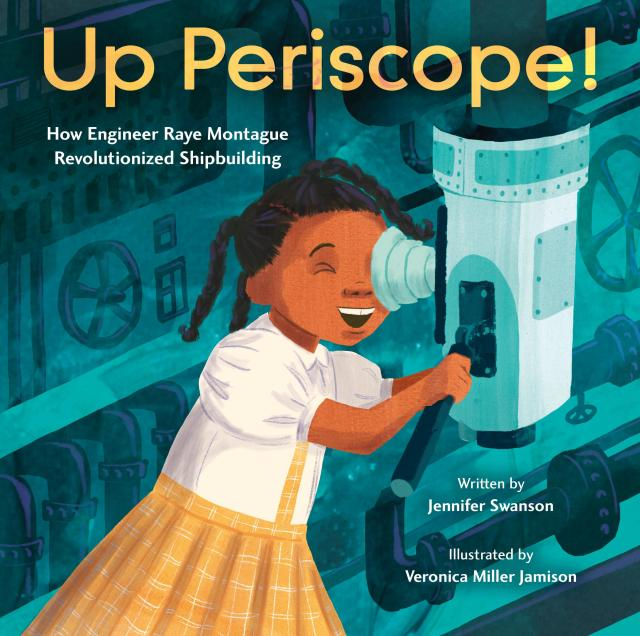 Up Periscope!
How Engineer Raye Montague
Revolutionized Shipbuilding
Written by
Jennifer Swanson
Illustrated by
Veronica Miller Jamison